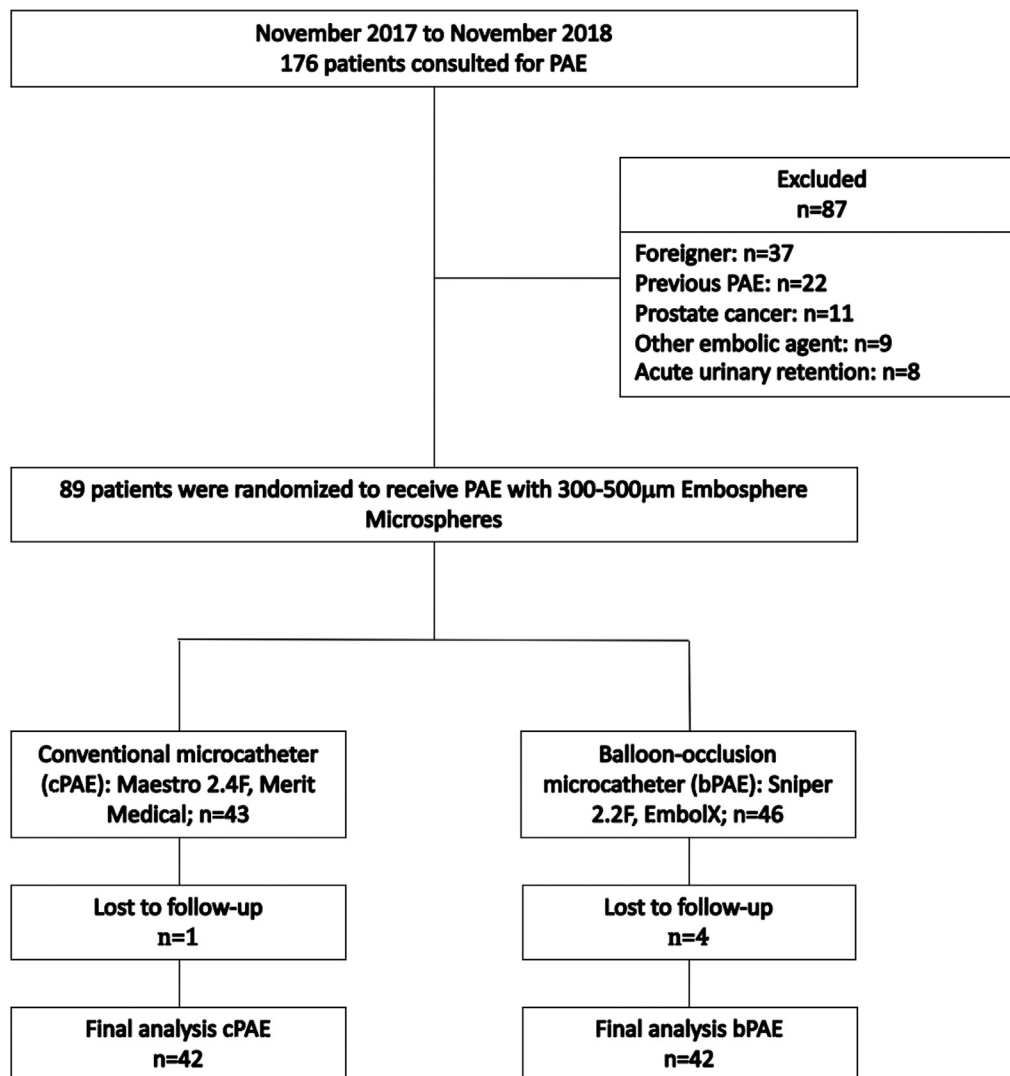 November 2017 to November 2018
176 patients consulted for PAE
Excluded
n=87
Foreigner: n=37
Previous PAE: n=22
Prostate cancer: n=11
Other embolic agent: n=9
Acute urinary retention: n=8
89 patients were randomized to receive PAE with 300-500µm Embosphere
Microspheres
Conventional microcatheter
(cPAE): Maestro 2.4F, Merit
Medical; n=43
Balloon-occlusion
microcatheter (bPAE): Sniper
2.2F, EmbolX; n=46
Lost to follow-up
n=1
Lost to follow-up
n=4
Final analysis cPAE
n=42
Final analysis bPAE
n=42